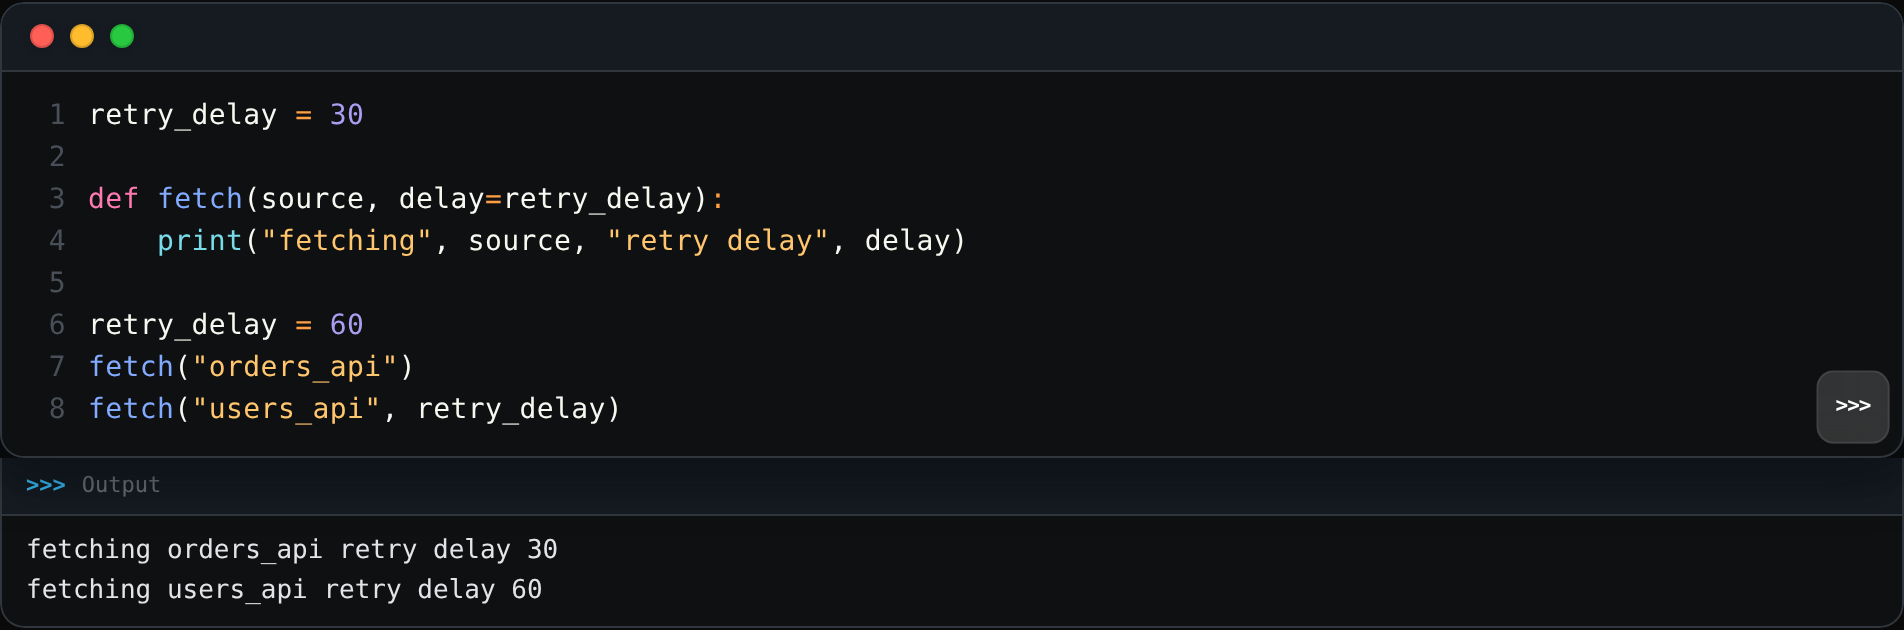 1 retry_delay = 30
2
3 def fetch(source, delay=retry_delay):
4     print("fetching", source, "retry delay", delay)
5
6 retry_delay = 60
7 fetch("orders_api")
8 fetch("users_api", retry_delay)
>>>
>>> Output
fetching orders_api retry delay 30
fetching users_api retry delay 60